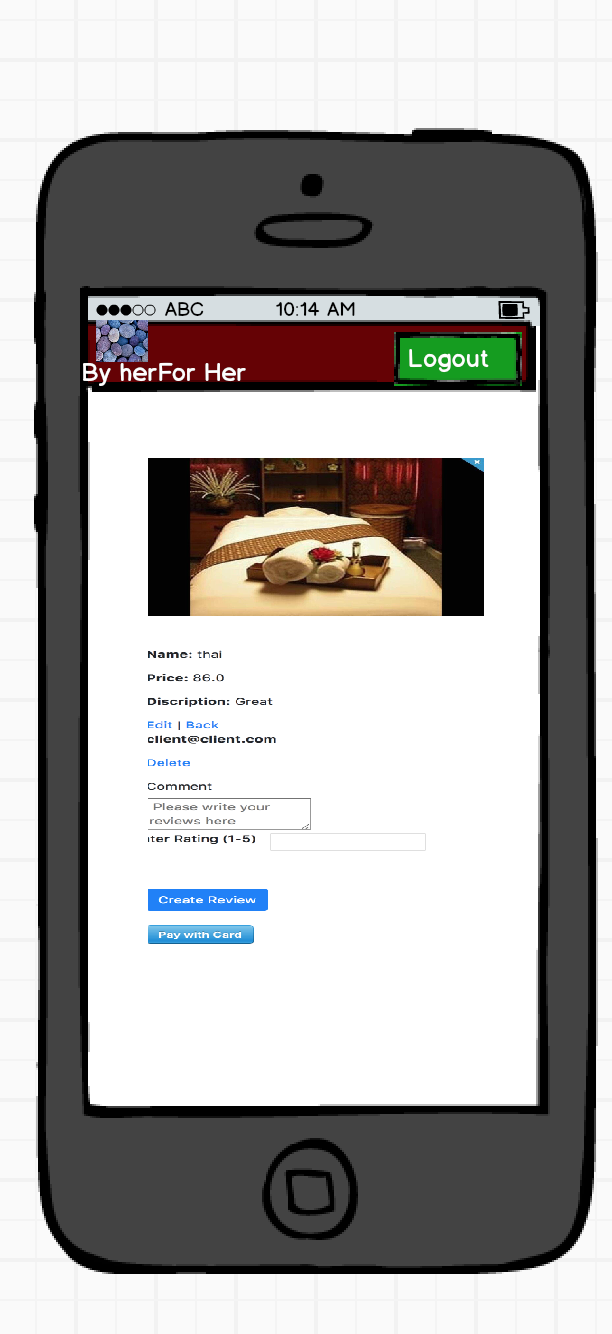 ABC 10:14 AM
By herFor Her
Logout
Name: thai
Price: 86.0
Discription: Great
Edit | Back
client@client.com
Delete
Comment
Please write your
reviews here
ter Rating (1-5)
Create Review
Pay with Card